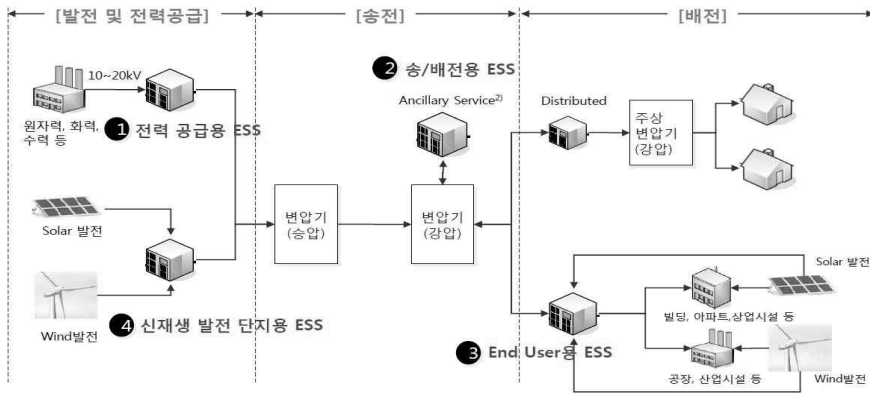 [발전 및 전력공급]
[송전]
[배전]
10~20kV
원자력, 화력,
수력 등
1 전력 공급용 ESS
2 송/배전용 ESS
Ancillary Service2)
Distributed
주상
변압기
(강압)
Solar 발전
변압기
(승압)
변압기
(강압)
Wind발전
4 신재생 발전 단지용 ESS
Solar 발전
빌딩, 아파트,상업시설 등
3 End User용 ESS
공장, 산업시설 등
Wind발전